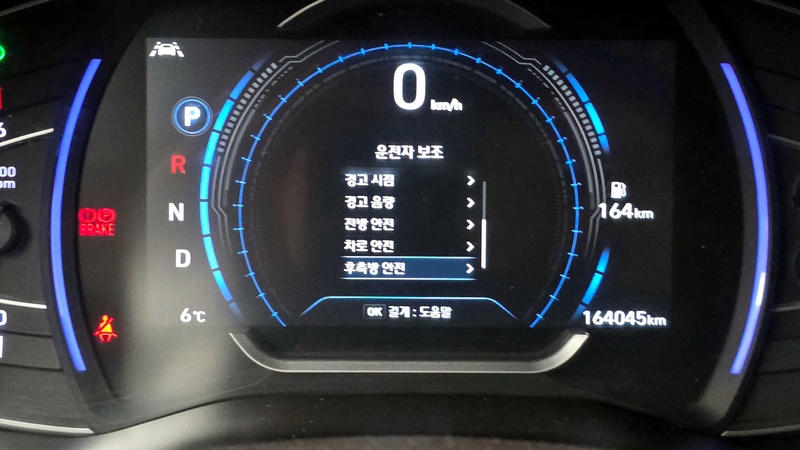 0 km/h
P
R
N
D
운전자 보조
경고 시점
경고 음량
전방 안전
차로 안전
후측방 안전
OK 길게 : 도움말
164km
6℃
164045km
BRAKE
P
6
00